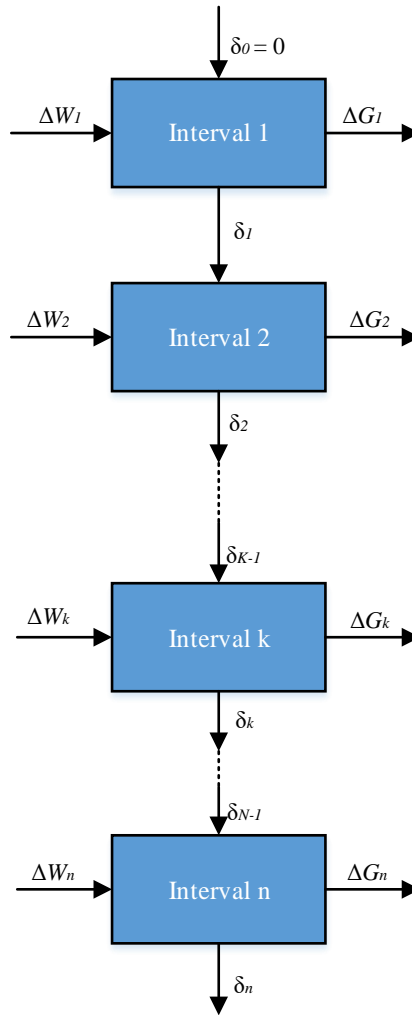 δ0 = 0
ΔW1
Interval 1
ΔG1
δ1
ΔW2
Interval 2
ΔG2
δ2
δK-1
ΔWk
Interval k
ΔGk
δk
δN-1
ΔWn
Interval n
ΔGn
δn